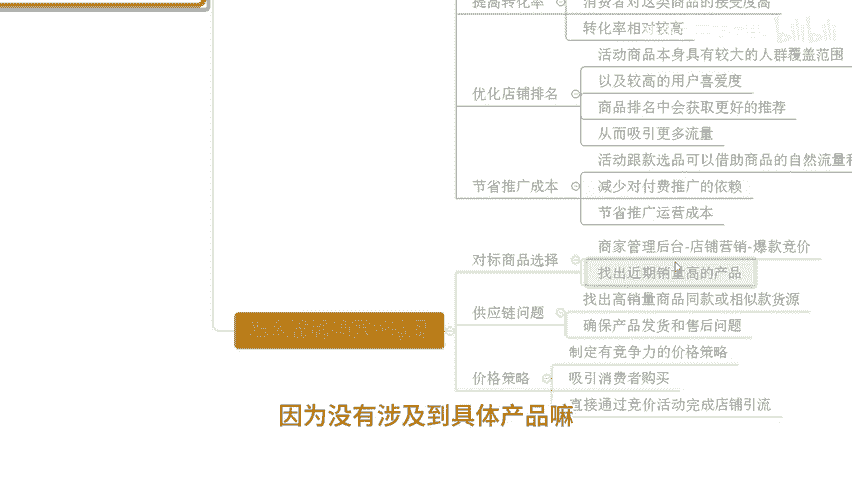 提高转化率
消费者对这类商品的接受度高
转化率相对较高
bilibili
优化店铺排名
活动商品本身具有较大的人群覆盖范围
以及较高的用户喜爱度
商品排名中会获取更好的推荐
从而吸引更多流量
节省推广成本
活动跟款选品可以借助商品的自然流量和
减少对付费推广的依赖
节省推广运营成本
对标商品选择
商家管理后台-店铺营销-爆款竞价
找出近期销量高的产品
供应链问题
找出高销量商品同款或相似款货源
确保产品发货和售后问题
价格策略
制定有竞争力的价格策略
吸引消费者购买
直接通过竞价活动完成店铺引流
因为没有涉及到具体产品嘛